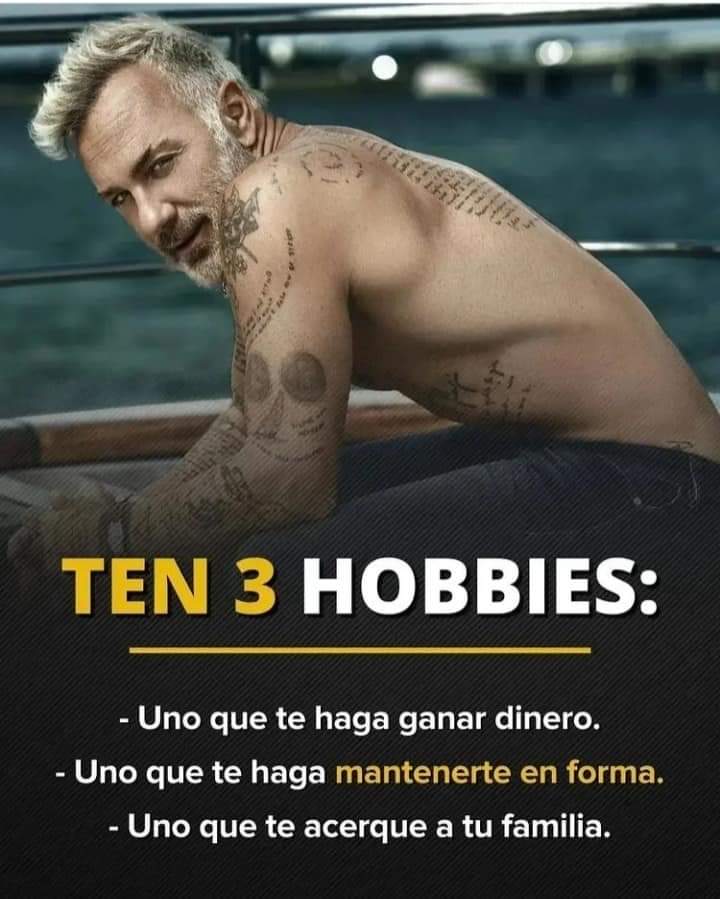 TEN 3 HOBBIES:
- Uno que te haga ganar dinero.
- Uno que te haga mantenerte en forma.
- Uno que te acerque a tu familia.